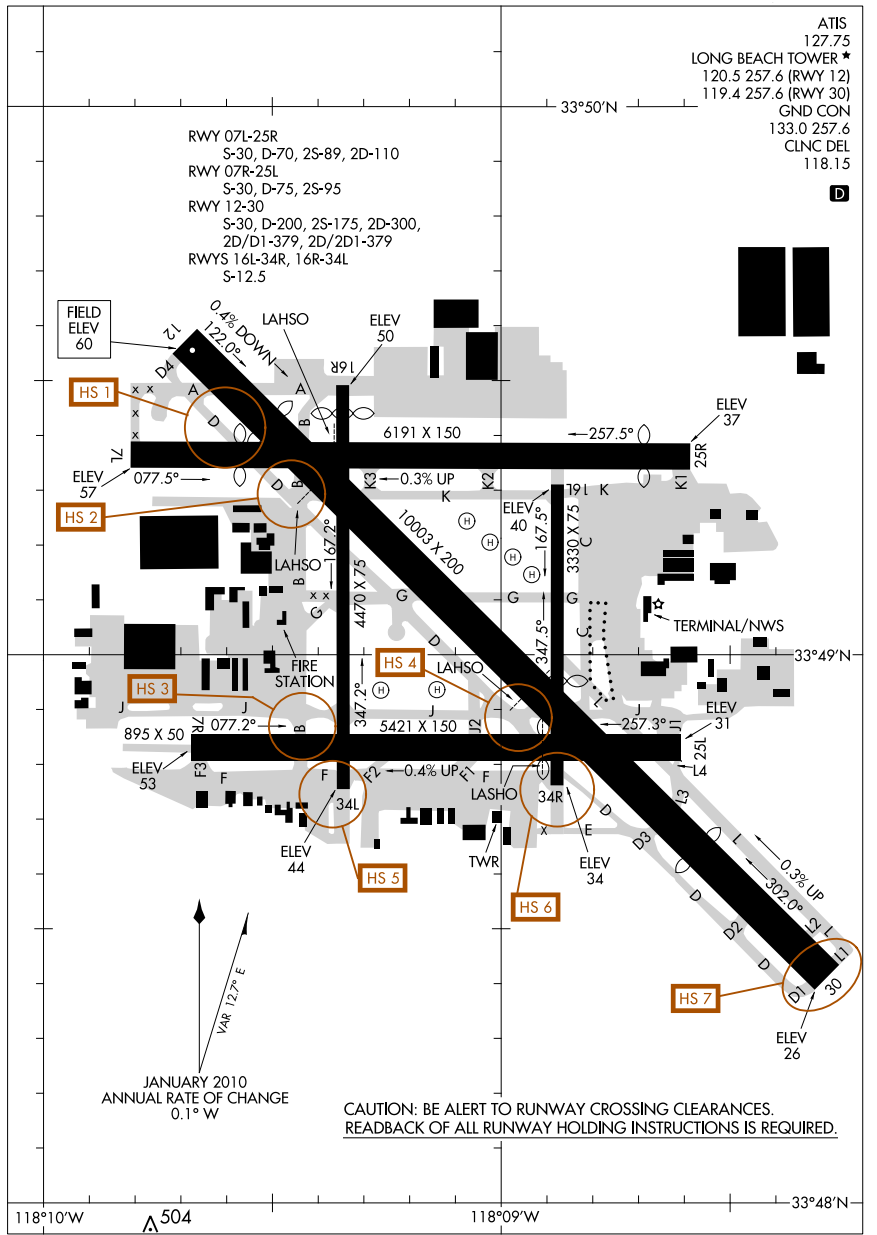 ATIS
127.75
LONG BEACH TOWER *
120.5 257.6 (RWY 12)
119.4 257.6 (RWY 30)
GND CON
133.0 257.6
CLNC DEL
118.15
D
33°50'N
RWY 07L-25R
S-30, D-70, 2S-89, 2D-110
RWY 07R-25L
S-30, D-75, 2S-95
RWY 12-30
S-30, D-200, 2S-175, 2D-300,
2D/D1-379, 2D/2D1-379
RWYS 16L-34R, 16R-34L
S-12.5
FIELD
ELEV
60
12
0.4% DOWN
122.0°
LAHSO
ELEV
50
D4
16R
HS 1
x x
A
A
x
x
D
B
ELEV
37
6191 X 150
257.5°
7L
25R
ELEV
57
077.5°
D
B
K3
0.3% UP
K2
K1
K
16L
K
HS 2
ELEV
40
LAHSO
167.2°
10003 X 200
167.5°
3330 X 75
C
H
H
H
H
B
x x
G
4470 X 75
G
G
G
TERMINAL/NWS
FIRE
STATION
D
347.5°
C
33°49'N
HS 4
LAHSO
HS 3
347.2°
H
H
L
J
J
J
J
J2
J1
ELEV
31
895 X 50
7R
077.2°
B
5421 X 150
257.3°
25L
ELEV
53
F3
F
F
F2
0.4% UP
F1
F
LASHO
L4
L3
34L
34R
ELEV
44
TWR
x
E
ELEV
34
D
D3
L
0.3% UP
302.0°
HS 5
HS 6
D
D2
L2
L
L1
D
D1
30
HS 7
ELEV
26
VAR 12.7° E
JANUARY 2010
ANNUAL RATE OF CHANGE
0.1° W
CAUTION: BE ALERT TO RUNWAY CROSSING CLEARANCES.
READBACK OF ALL RUNWAY HOLDING INSTRUCTIONS IS REQUIRED.
33°48'N
118°10'W
504
118°09'W